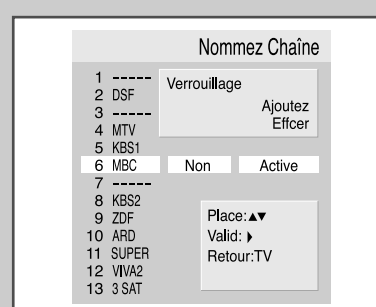 Nommez Chaîne
1 -----
2 DSF
3 -----
4 MTV
5 KBS1
6 MBC Non Active
7 -----
8 KBS2
9 ZDF
10 ARD
11 SUPER
12 VIVA2
13 3 SAT
Verrouillage
Ajoutez
Effcer
Place:▲▼
Valid: ▶
Retour:TV